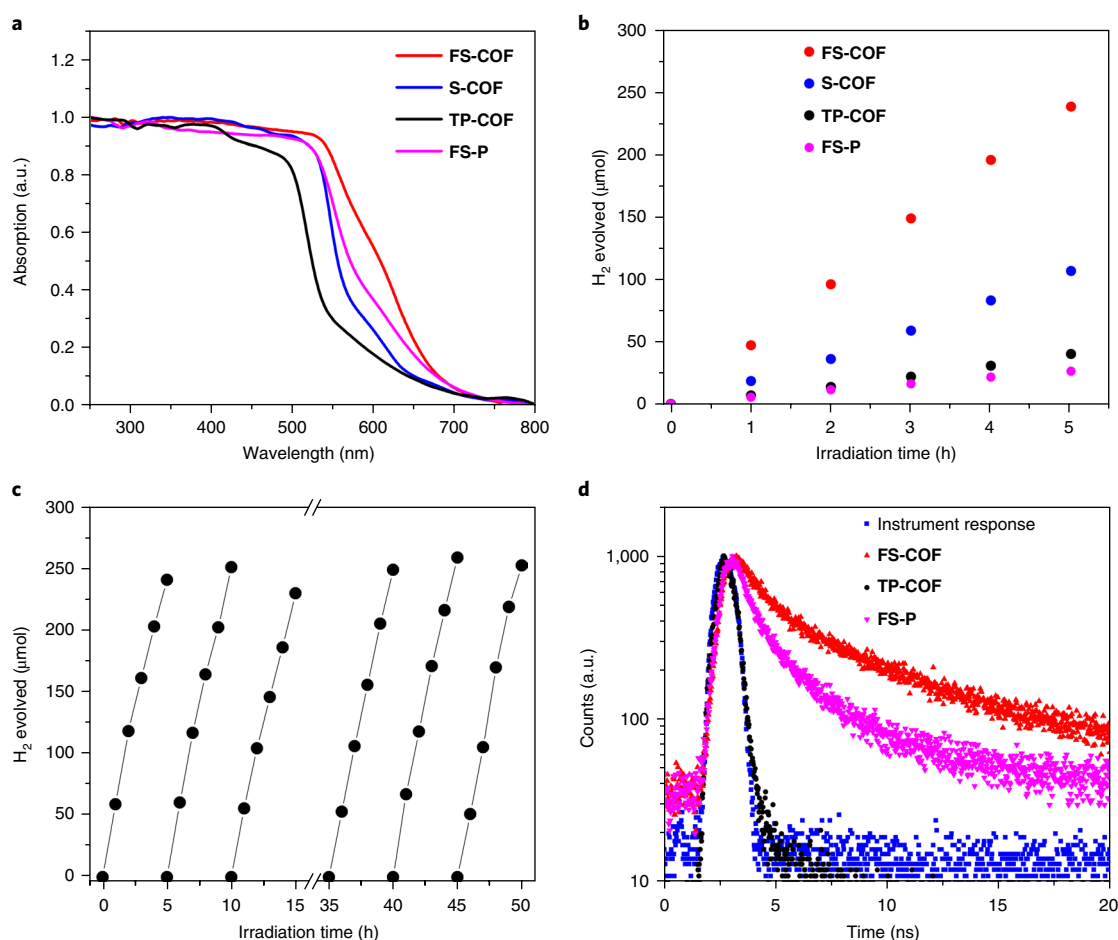 a
1.2
1.0
0.8
0.6
0.4
0.2
0.0
Absorption (a.u.)
300 400 500 600 700 800
Wavelength (nm)
FS-COF
S-COF
TP-COF
FS-P
b
300
250
200
150
100
50
0
H₂ evolved (μmol)
0 1 2 3 4 5
Irradiation time (h)
FS-COF
S-COF
TP-COF
FS-P
c
300
250
200
150
100
50
0
H₂ evolved (μmol)
0 5 10 15 35 40 45 50
Irradiation time (h)
d
1,000
100
10
Counts (a.u.)
0 5 10 15 20
Time (ns)
Instrument response
FS-COF
TP-COF
FS-P